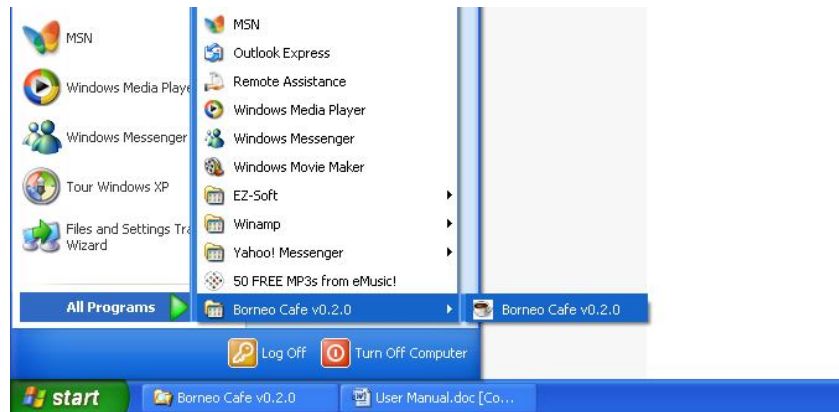 MSN
Windows Media Playe
Windows Messenger
Tour Windows XP
Files and Settings Tra
Wizard
All Programs
MSN
Outlook Express
Remote Assistance
Windows Media Player
Windows Messenger
Windows Movie Maker
EZ-Soft
Winamp
Yahoo! Messenger
50 FREE MP3s from eMusic!
Borneo Cafe v0.2.0
Borneo Cafe v0.2.0
Log Off
Turn Off Computer
start
Borneo Cafe v0.2.0
User Manual.doc [Co...